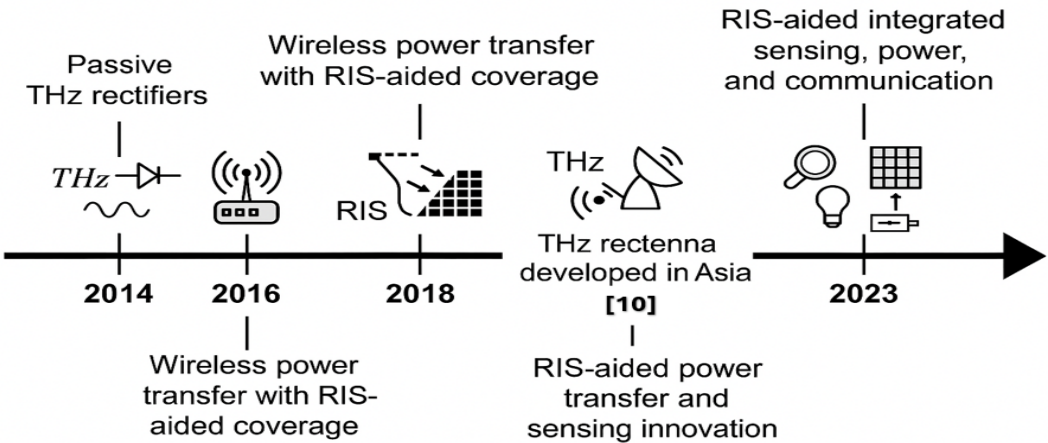 Passive
THz rectifiers
THz
2014
2016
Wireless power
transfer with RIS-
aided coverage
Wireless power transfer
with RIS-aided coverage
RIS
2018
THz
THz rectenna
developed in Asia
[10]
RIS-aided power
transfer and
sensing innovation
RIS-aided integrated
sensing, power,
and communication
2023